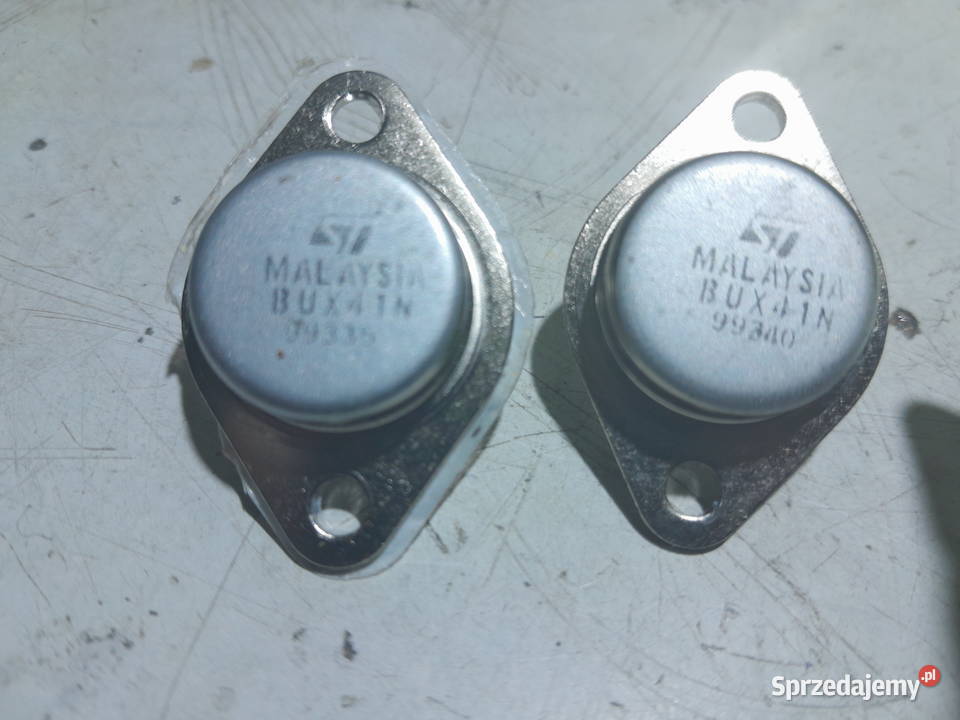 ST
MALAYSIA
BUX41N
99335
ST
MALAYSIA
BUX41N
99340
Sprzedajemy.pl